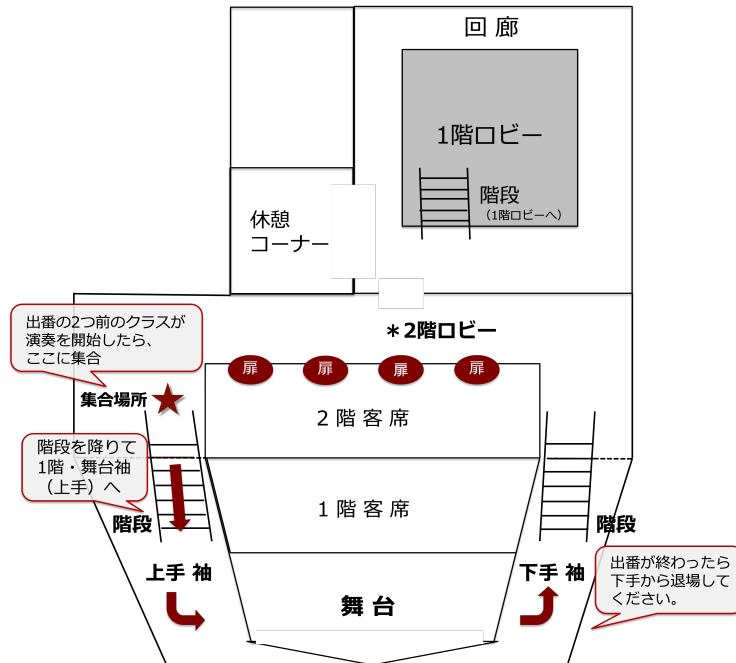 回 廊
1階ロビー
階段
（1階ロビーへ）
休憩
コーナー
出番の2つ前のクラスが
演奏を開始したら、
ここに集合
＊2階ロビー
扉
扉
扉
扉
集合場所
２ 階 客 席
階段を降りて
1階・舞台袖
（上手）へ
１ 階 客 席
階段
階段
上手 袖
下手 袖
出番が終わったら
下手から退場して
ください。
舞 台